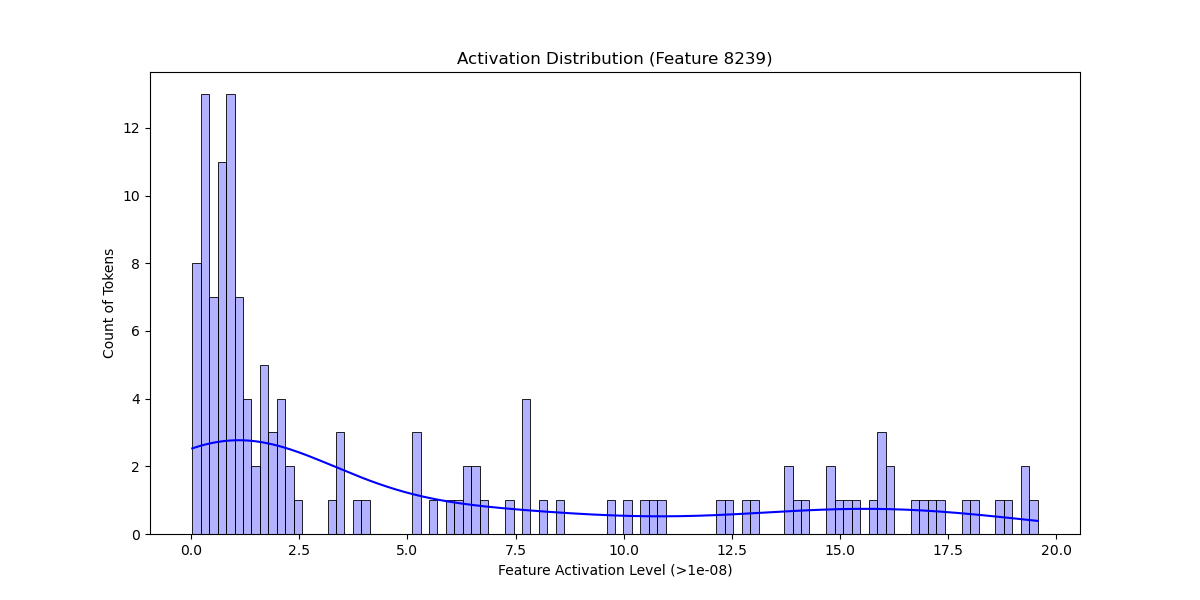 Activation Distribution (Feature 8239)
Count of Tokens
12
10
8
6
4
2
0
0.0 2.5 5.0 7.5 10.0 12.5 15.0 17.5 20.0
Feature Activation Level (>1e-08)